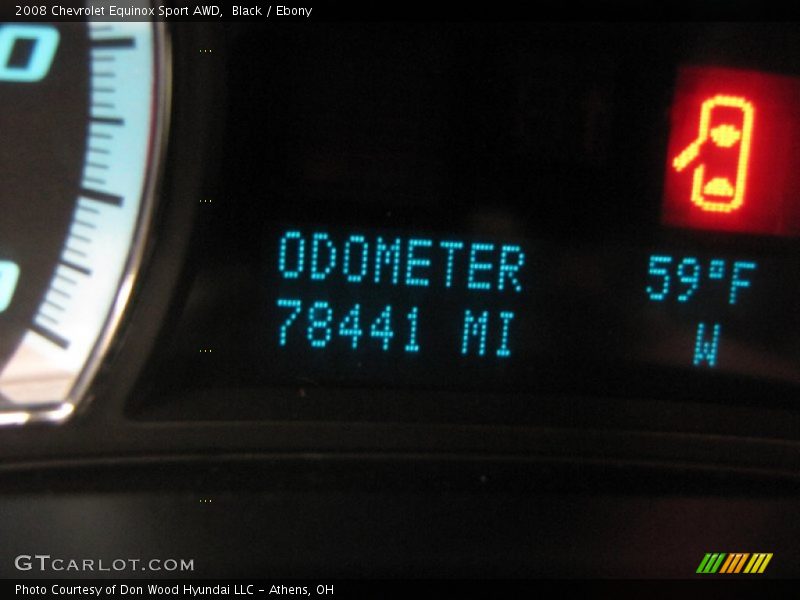 2008 Chevrolet Equinox Sport AWD,  Black / Ebony
ODOMETER
78441 MI
59°F
W
GTCARLOT.COM
Photo Courtesy of Don Wood Hyundai LLC - Athens, OH